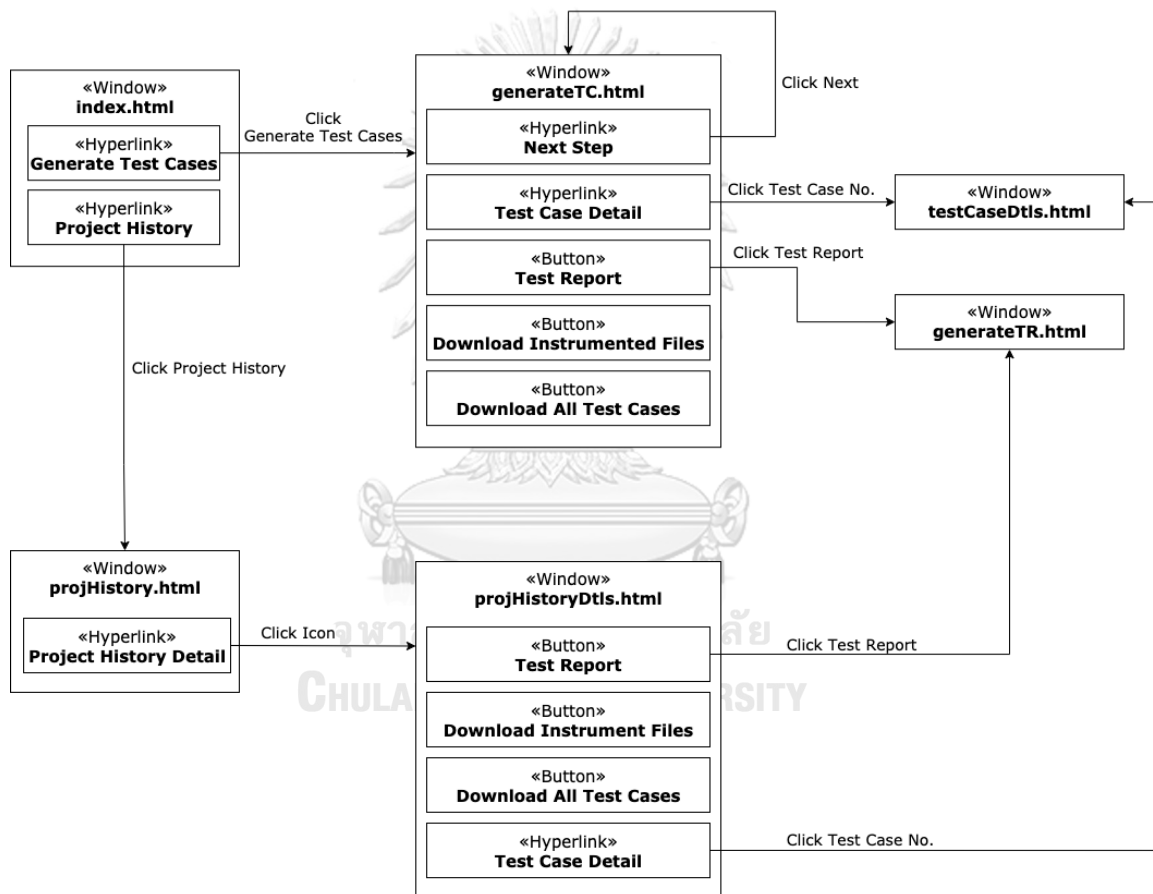 «Window»
index.html
«Hyperlink»
Generate Test Cases
«Hyperlink»
Project History
Click
Generate Test Cases
«Window»
generateTC.html
«Hyperlink»
Next Step
«Hyperlink»
Test Case Detail
«Button»
Test Report
«Button»
Download Instrumented Files
«Button»
Download All Test Cases
Click Next
Click Test Case No.
«Window»
testCaseDtls.html
Click Test Report
«Window»
generateTR.html
Click Project History
«Window»
projHistory.html
«Hyperlink»
Project History Detail
Click Icon
«Window»
projHistoryDtls.html
«Button»
Test Report
«Button»
Download Instrument Files
«Button»
Download All Test Cases
«Hyperlink»
Test Case Detail
Click Test Report
Click Test Case No.